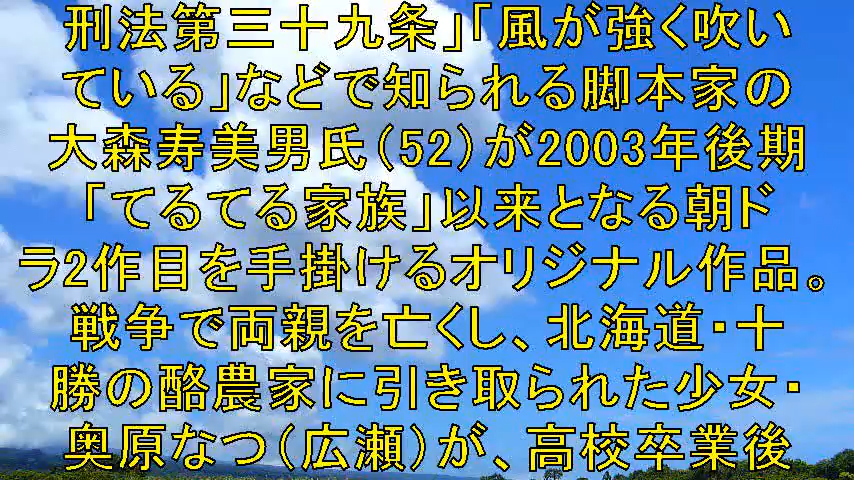 刑法第三十九条」「風が強く吹い
ている」などで知られる脚本家の
大森寿美男氏（52）が2003年後期
「てるてる家族」以来となる朝ド
ラ2作目を手掛けるオリジナル作品。
戦争で両親を亡くし、北海道・十
勝の酪農家に引き取られた少女・
奥原なつ（広瀬）が、高校卒業後